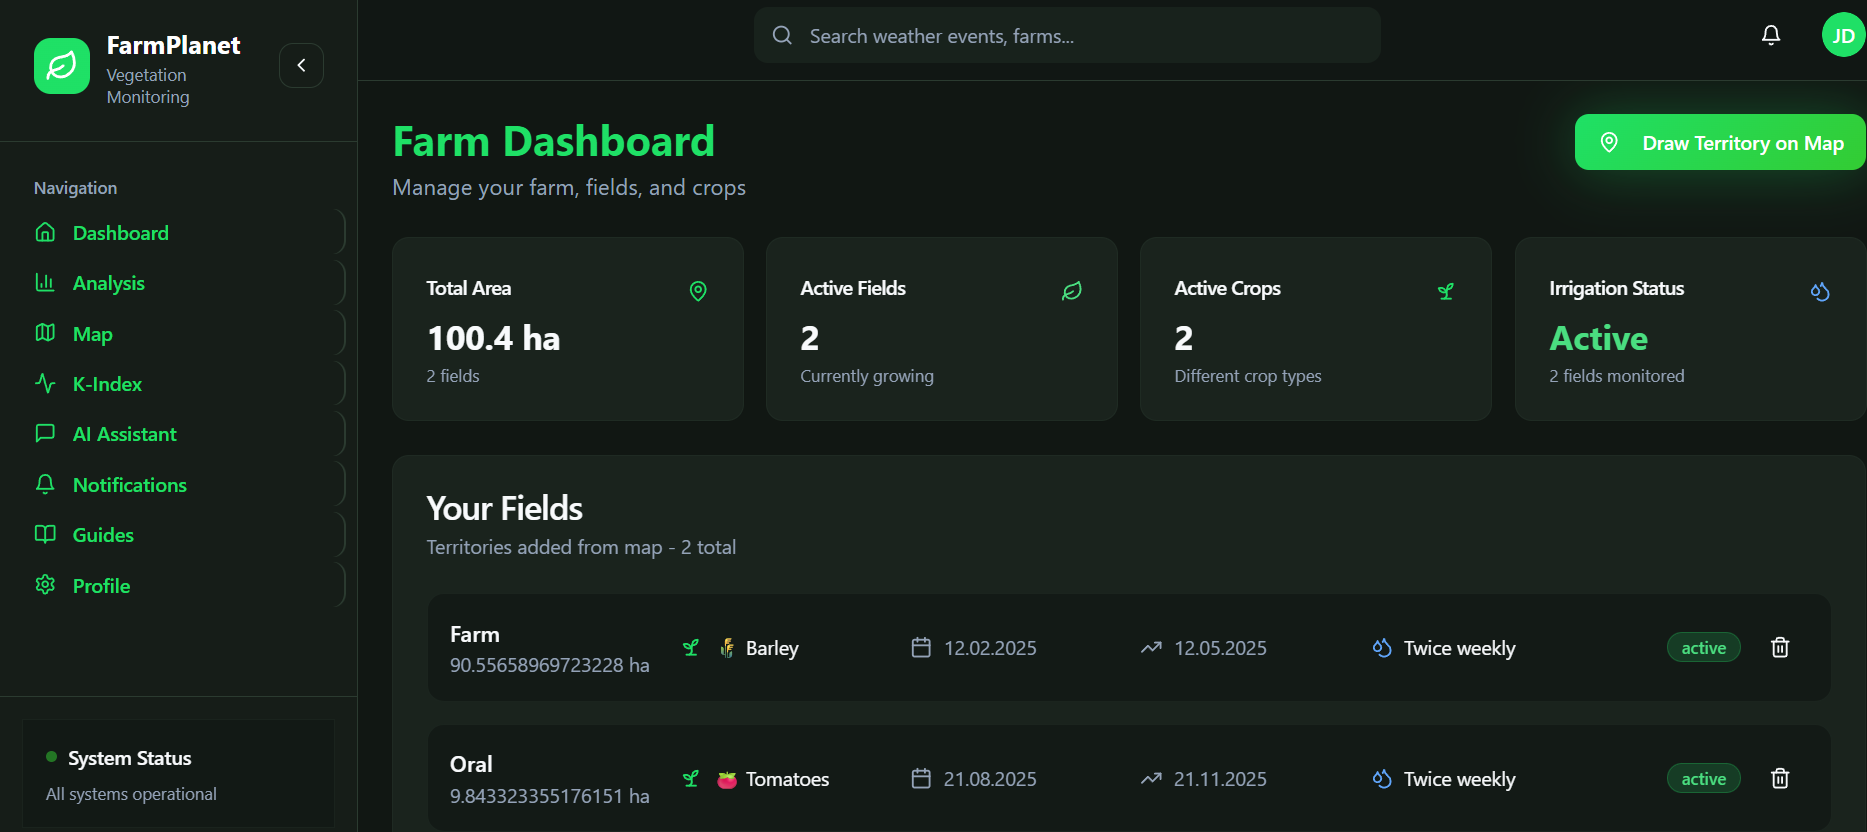 FarmPlanet
Vegetation
Monitoring
Search weather events, farms...
JD
Navigation
Dashboard
Analysis
Map
K-Index
AI Assistant
Notifications
Guides
Profile
System Status
All systems operational
Farm Dashboard
Manage your farm, fields, and crops
Draw Territory on Map
Total Area
100.4 ha
2 fields
Active Fields
2
Currently growing
Active Crops
2
Different crop types
Irrigation Status
Active
2 fields monitored
Your Fields
Territories added from map - 2 total
Farm
90.55658969723228 ha
Barley
12.02.2025
12.05.2025
Twice weekly
active
Oral
9.843323355176151 ha
Tomatoes
21.08.2025
21.11.2025
Twice weekly
active